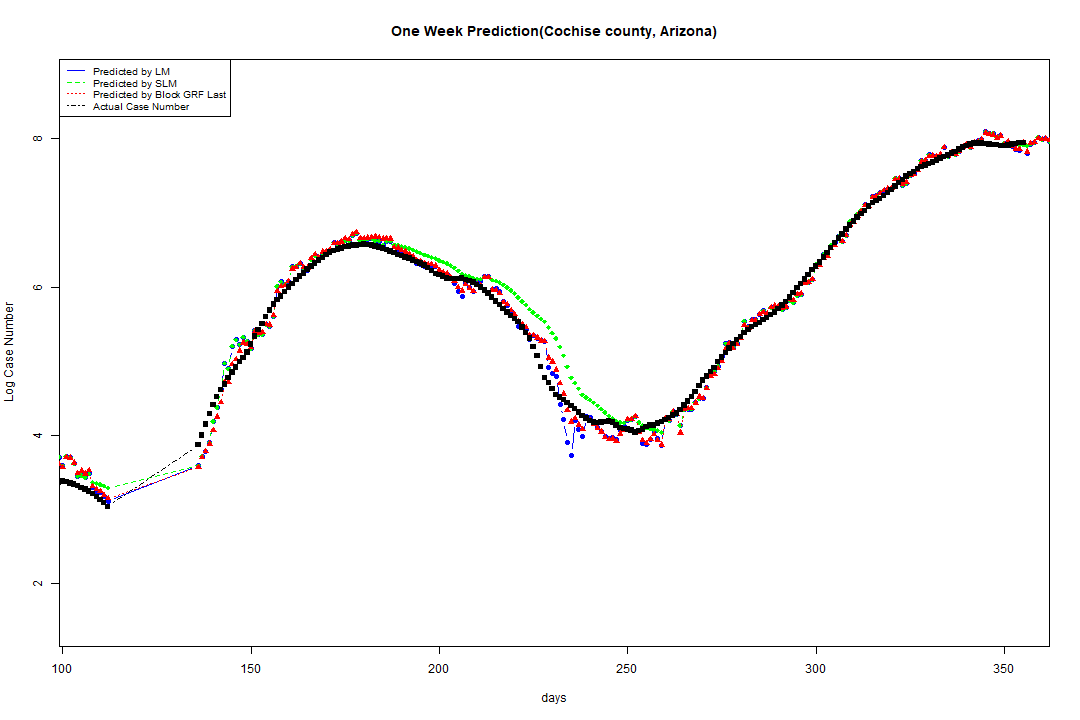 One Week Prediction(Cochise county, Arizona)
Predicted by LM
Predicted by SLM
Predicted by Block GRF Last
Actual Case Number
8
6
4
2
Log Case Number
100 150 200 250 300 350
days